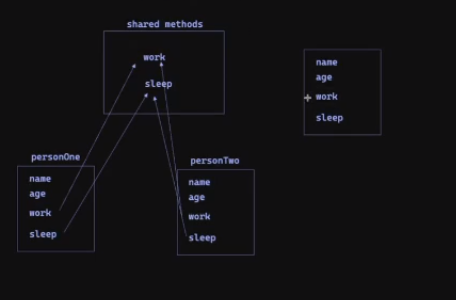 shared methods
work
sleep
name
age
work
sleep
personOne
name
age
work
sleep
personTwo
name
age
work
sleep